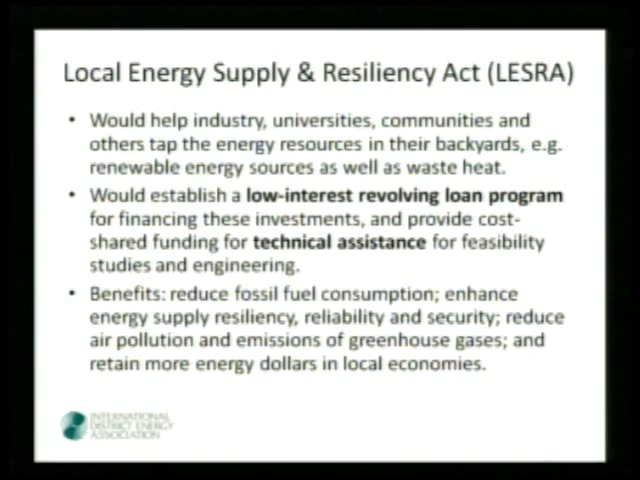 Local Energy Supply & Resiliency Act (LESRA)
• Would help industry, universities, communities and
others tap the energy resources in their backyards, e.g.
renewable energy sources as well as waste heat.
• Would establish a low-interest revolving loan program
for financing these investments, and provide cost-
shared funding for technical assistance for feasibility
studies and engineering.
• Benefits: reduce fossil fuel consumption; enhance
energy supply resiliency, reliability and security; reduce
air pollution and emissions of greenhouse gases; and
retain more energy dollars in local economies.
INTERNATIONAL
DISTRICT ENERGY
ASSOCIATION